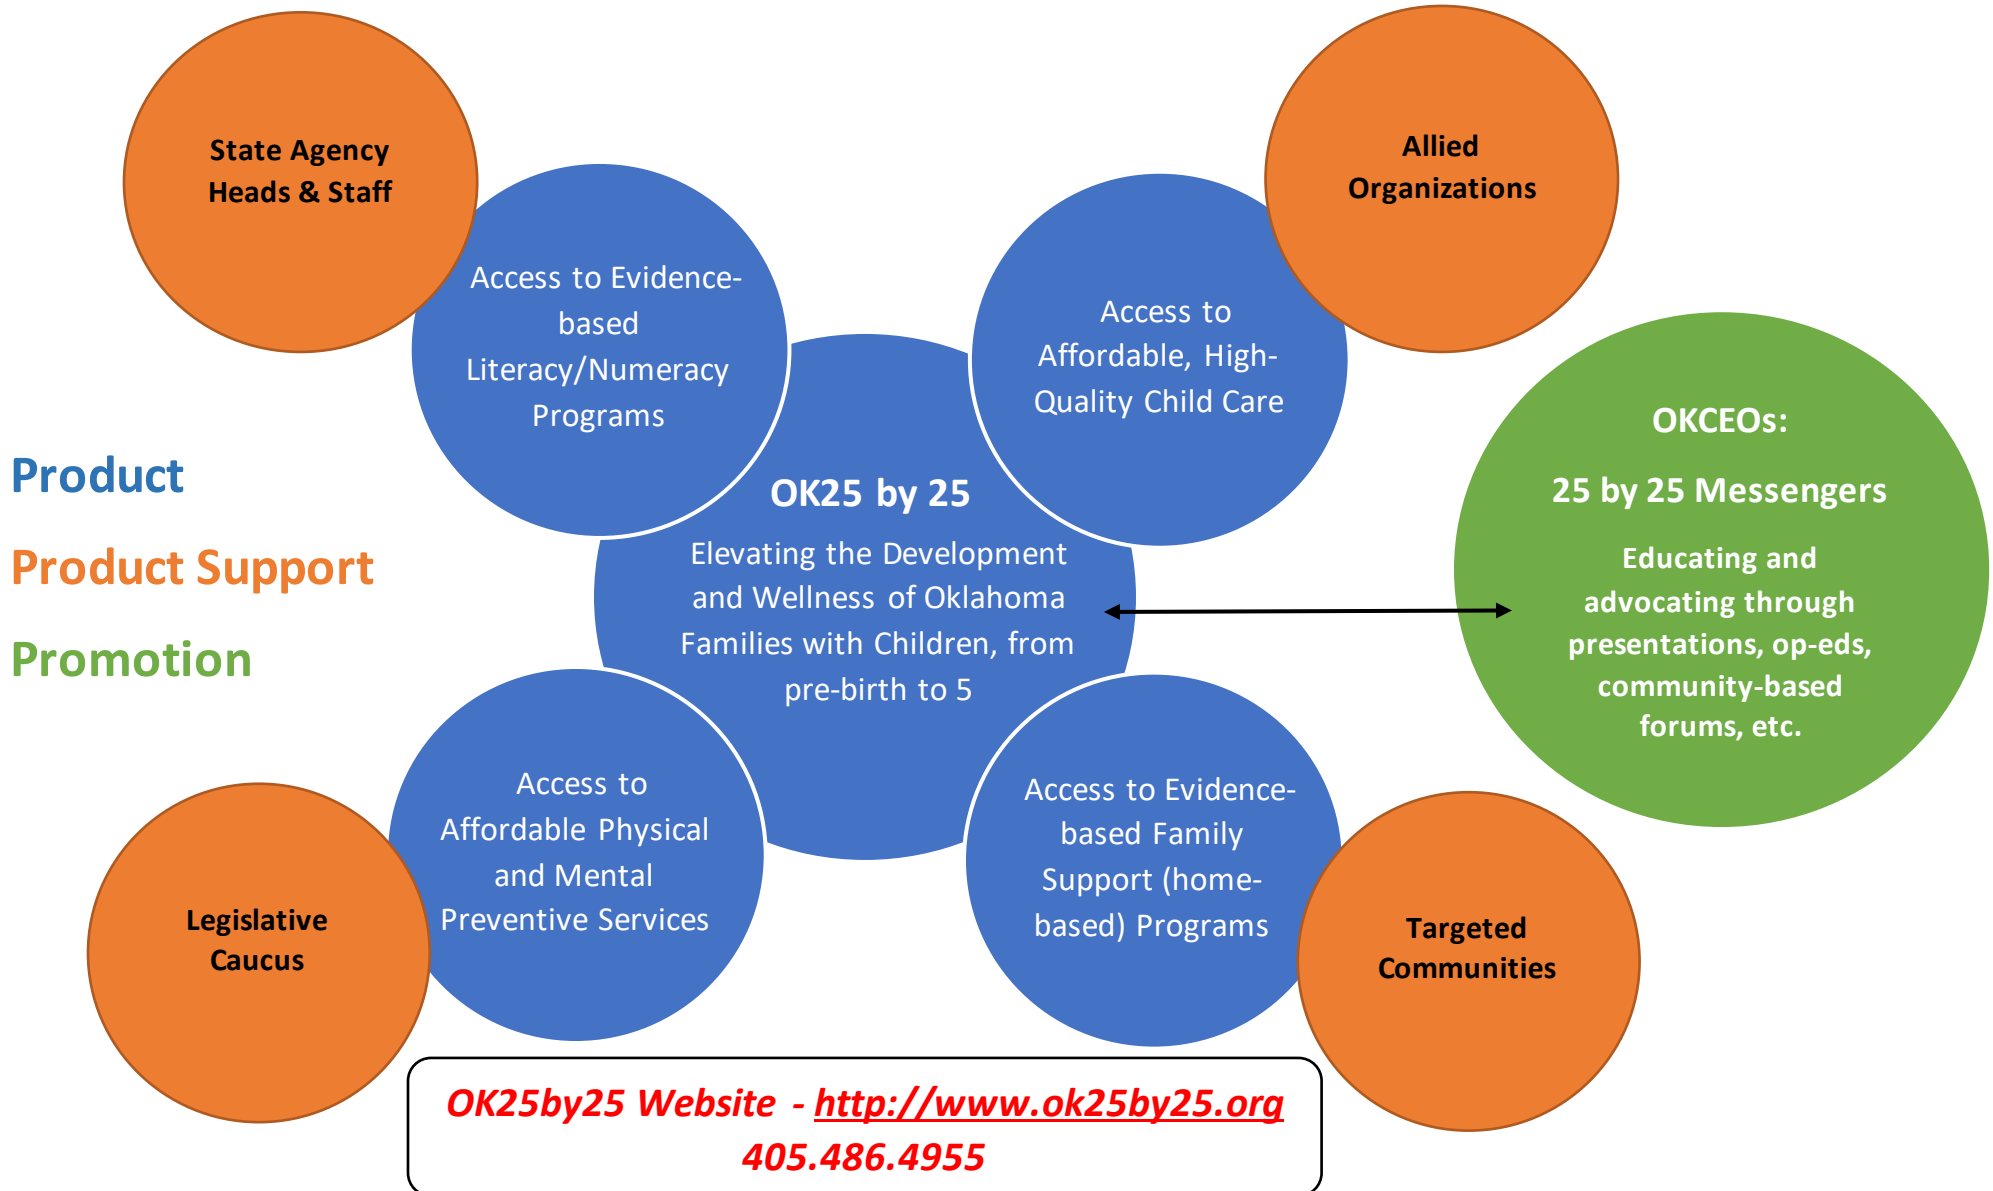 State Agency
Heads & Staff
Allied
Organizations
Access to Evidence-
based
Literacy/Numeracy
Programs
Access to
Affordable, High-
Quality Child Care
Product
Product Support
Promotion
OK25 by 25
Elevating the Development
and Wellness of Oklahoma
Families with Children, from
pre-birth to 5
OKCEOs:
25 by 25 Messengers
Educating and
advocating through
presentations, op-eds,
community-based
forums, etc.
Access to
Affordable Physical
and Mental
Preventive Services
Access to Evidence-
based Family
Support (home-
based) Programs
Legislative
Caucus
Targeted
Communities
OK25by25 Website - http://www.ok25by25.org
405.486.4955